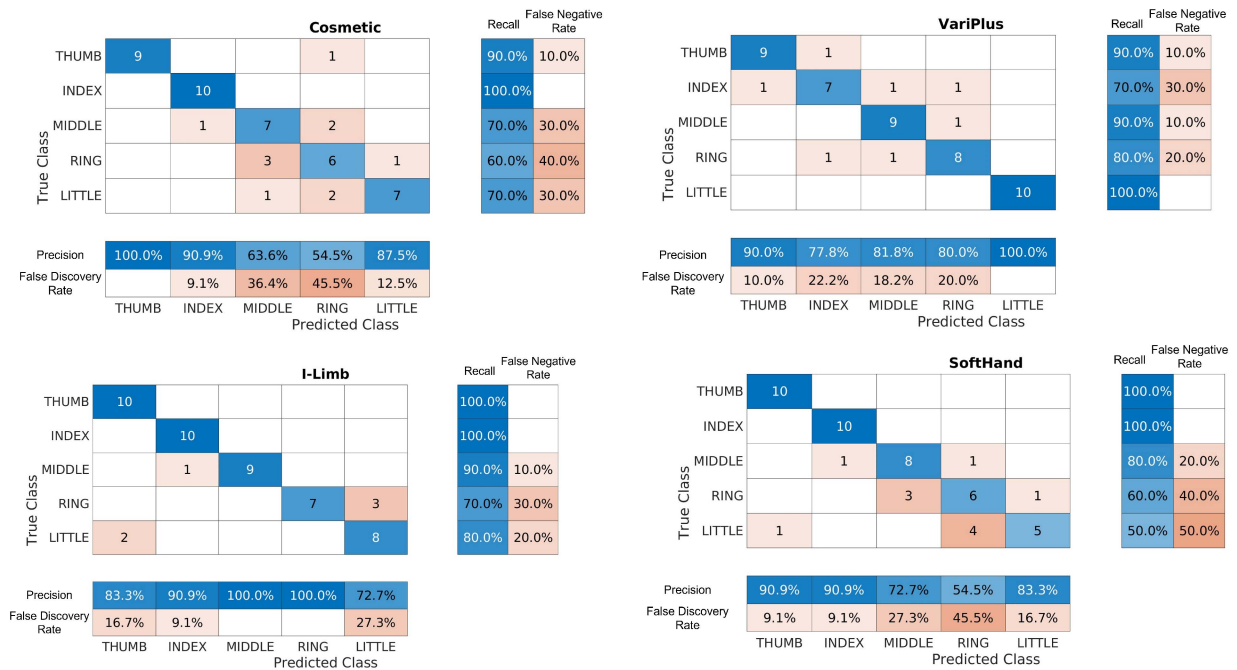 Cosmetic
Recall
False Negative
Rate
THUMB 9 1 90.0% 10.0%
INDEX 10 100.0%
MIDDLE 1 7 2 70.0% 30.0%
RING 3 6 1 60.0% 40.0%
LITTLE 1 2 7 70.0% 30.0%
True Class
Precision 100.0% 90.9% 63.6% 54.5% 87.5%
False Discovery
Rate
9.1% 36.4% 45.5% 12.5%
THUMB INDEX MIDDLE RING LITTLE
Predicted Class
VariPlus
Recall
False Negative
Rate
THUMB 9 1 90.0% 10.0%
INDEX 1 7 1 1 70.0% 30.0%
MIDDLE 9 1 90.0% 10.0%
RING 1 1 8 80.0% 20.0%
LITTLE 10 100.0%
True Class
Precision 90.0% 77.8% 81.8% 80.0% 100.0%
False Discovery
Rate
10.0% 22.2% 18.2% 20.0%
THUMB INDEX MIDDLE RING LITTLE
Predicted Class
I-Limb
Recall
False Negative
Rate
THUMB 10 100.0%
INDEX 10 100.0%
MIDDLE 1 9 90.0% 10.0%
RING 7 3 70.0% 30.0%
LITTLE 2 8 80.0% 20.0%
True Class
Precision 83.3% 90.9% 100.0% 100.0% 72.7%
False Discovery
Rate
16.7% 9.1% 27.3%
THUMB INDEX MIDDLE RING LITTLE
Predicted Class
SoftHand
Recall
False Negative
Rate
THUMB 10 100.0%
INDEX 10 100.0%
MIDDLE 1 8 1 80.0% 20.0%
RING 3 6 1 60.0% 40.0%
LITTLE 1 4 5 50.0% 50.0%
True Class
Precision 90.9% 90.9% 72.7% 54.5% 83.3%
False Discovery
Rate
9.1% 9.1% 27.3% 45.5% 16.7%
THUMB INDEX MIDDLE RING LITTLE
Predicted Class